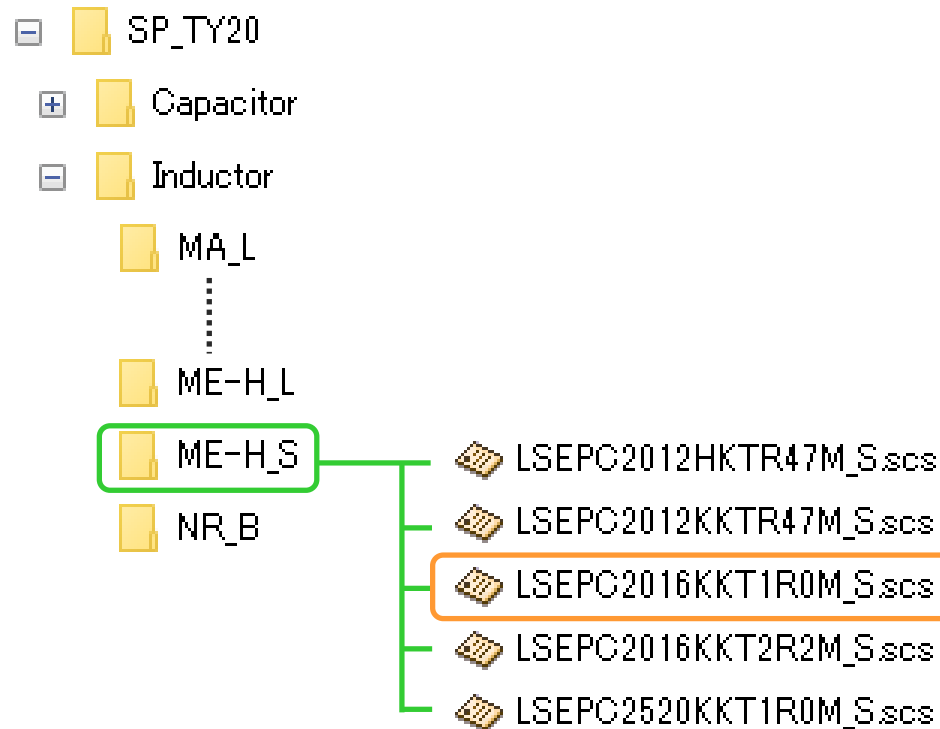 SP_TY20
Capacitor
Inductor
MA_L
ME-H_L
ME-H_S
NR_B
LSEPC2012HKTR47M_S.scs
LSEPC2012KKTR47M_S.scs
LSEPC2016KKT1R0M_S.scs
LSEPC2016KKT2R2M_S.scs
LSEPC2520KKT1R0M_S.scs